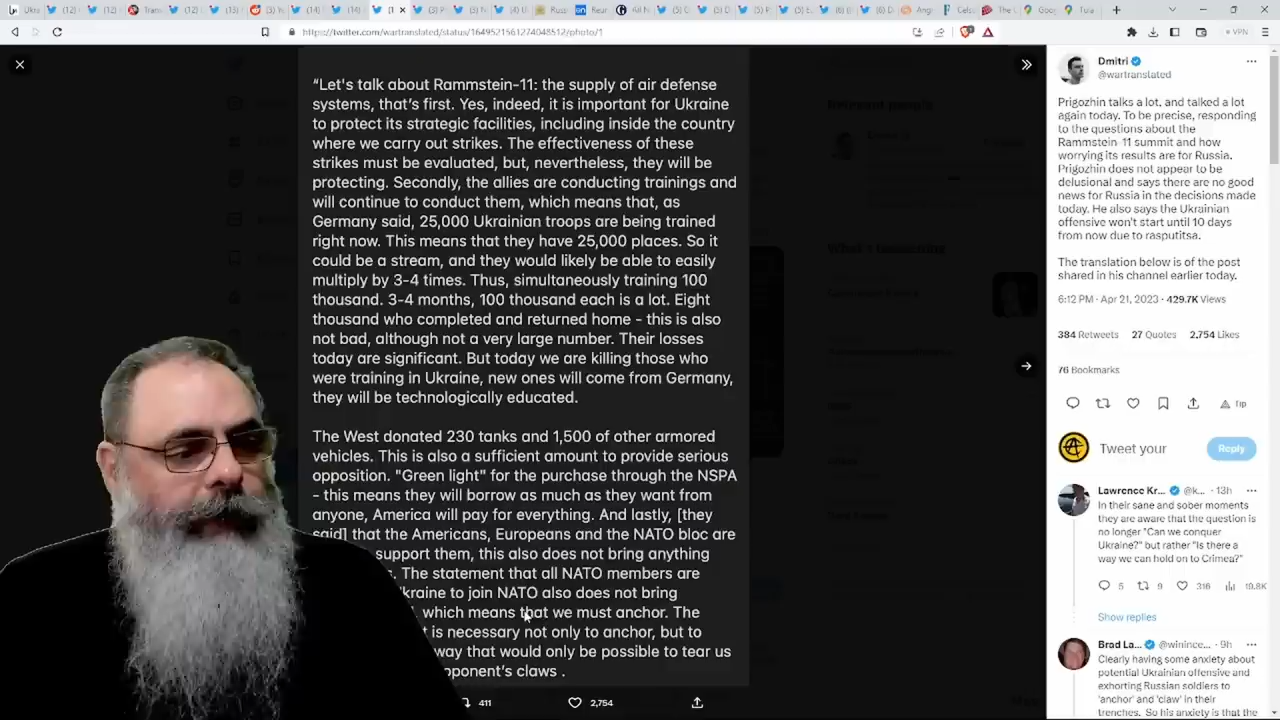 https://twitter.com/wartranslated/status/1649521561274048512/photo/1
VPN
“Let's talk about Rammstein-11: the supply of air defense
systems, that’s first. Yes, indeed, it is important for Ukraine
to protect its strategic facilities, including inside the country
where we carry out strikes. The effectiveness of these
strikes must be evaluated, but, nevertheless, they will be
protecting. Secondly, the allies are conducting trainings and
will continue to conduct them, which means that, as
Germany said, 25,000 Ukrainian troops are being trained
right now. This means that they have 25,000 places. So it
could be a stream, and they would likely be able to easily
multiply by 3-4 times. Thus, simultaneously training 100
thousand. 3-4 months, 100 thousand each is a lot. Eight
thousand who completed and returned home - this is also
not bad, although not a very large number. Their losses
today are significant. But today we are killing those who
were training in Ukraine, new ones will come from Germany,
they will be technologically educated.
The West donated 230 tanks and 1,500 of other armored
vehicles. This is also a sufficient amount to provide serious
opposition. "Green light" for the purchase through the NSPA
- this means they will borrow as much as they want from
anyone, America will pay for everything. And lastly, [they
said] that the Americans, Europeans and the NATO bloc are
support them, this also does not bring anything
The statement that all NATO members are
kraine to join NATO also does not bring
, which means that we must anchor. The
t is necessary not only to anchor, but to
way that would only be possible to tear us
pponent’s claws .
411
2,754
Dmitri
@wartranslated
Prigozhin talks a lot, and talked a lot
again today. To be precise, responding
to the questions about the
Rammstein-11 summit and how
worrying its results are for Russia.
Prigozhin does not appear to be
delusional and says there are no good
news for Russia in the decisions made
today. He also says the Ukrainian
offensive won't start until 10 days
from now due to rasputitsa.
The translation below is of the post
shared in his channel earlier today.
6:12 PM · Apr 21, 2023 · 429.7K Views
384 Retweets 27 Quotes 2,754 Likes
76 Bookmarks
Tip
Tweet your
Reply
Lawrence Kr... @k... · 13h
In their sane and sober moments
they are aware that the question is
no longer "Can we conquer
Ukraine?" but rather "Is there a
way we can hold on to Crimea?"
5 9 316 19.8K
Show replies
Brad La... @winince... · 9h
Clearly having some anxiety about
potential Ukrainian offensive and
exhorting Russian soldiers to
'anchor' and 'claw' in their
trenches. So his anxiety is that the